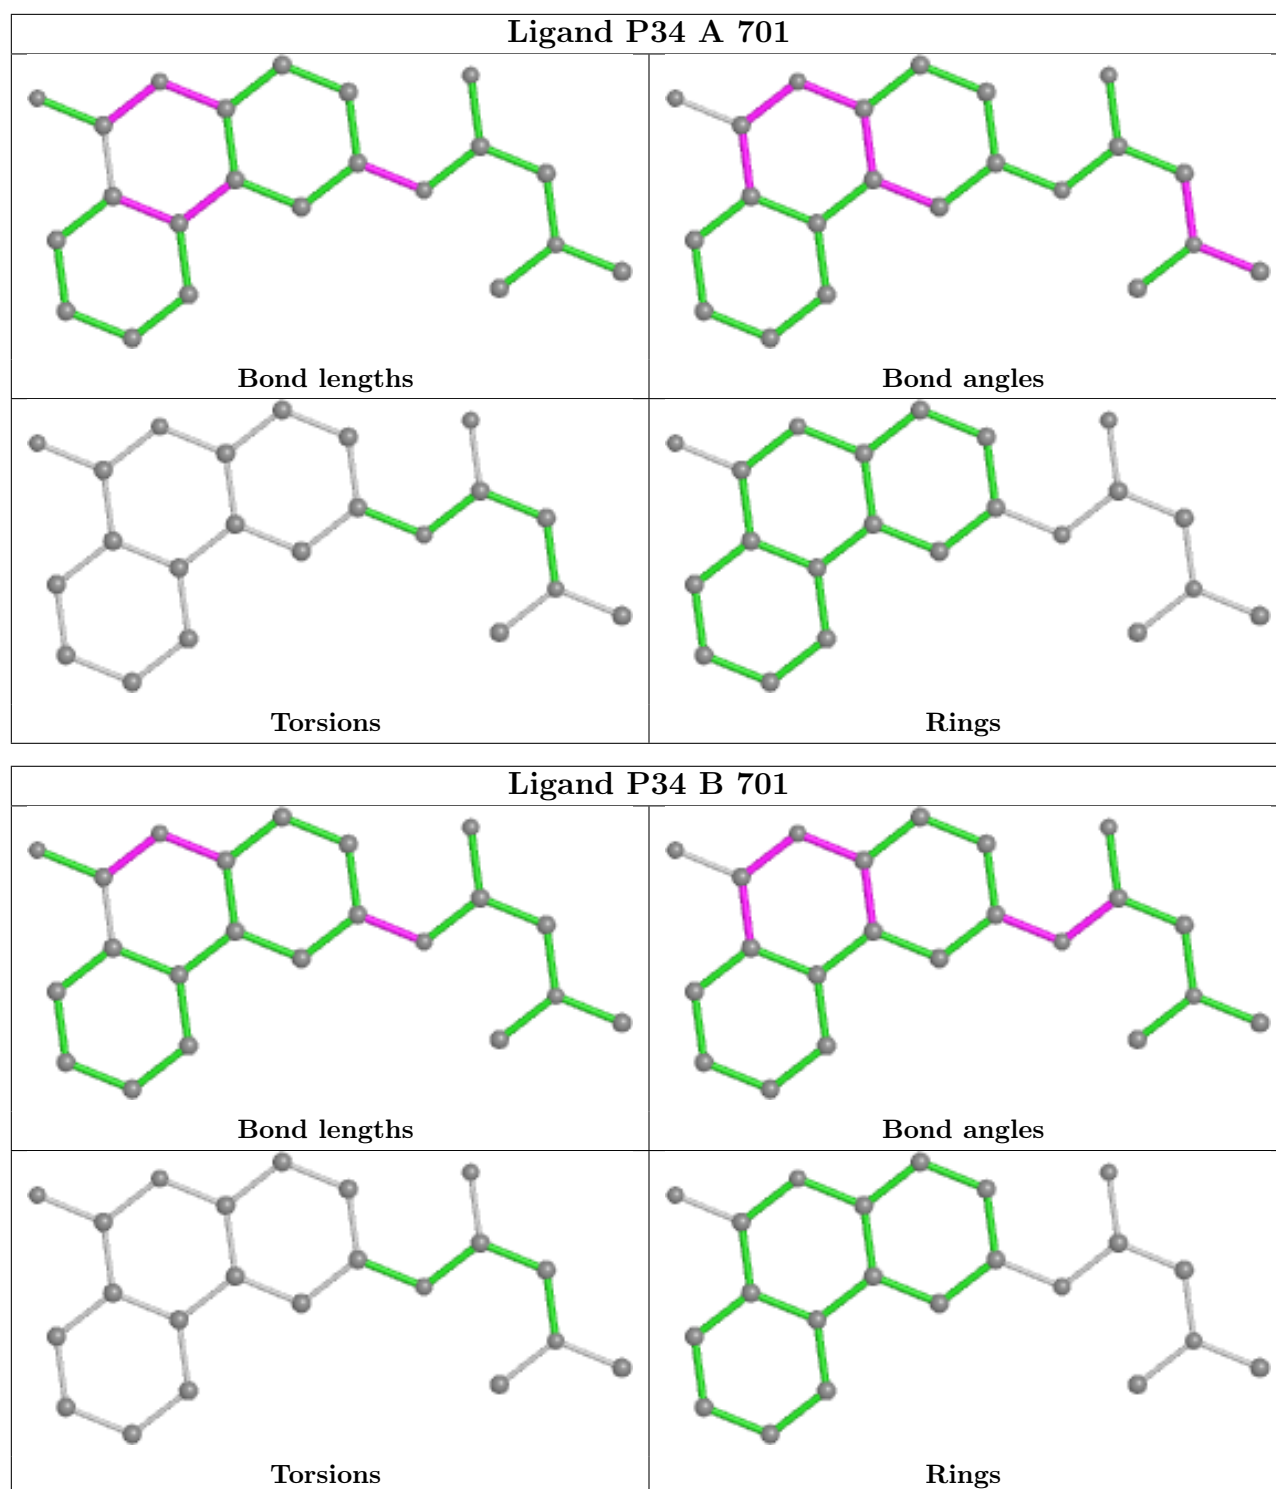 Ligand P34 A 701
Bond lengths
Bond angles
Torsions
Rings
Ligand P34 B 701
Bond lengths
Bond angles
Torsions
Rings